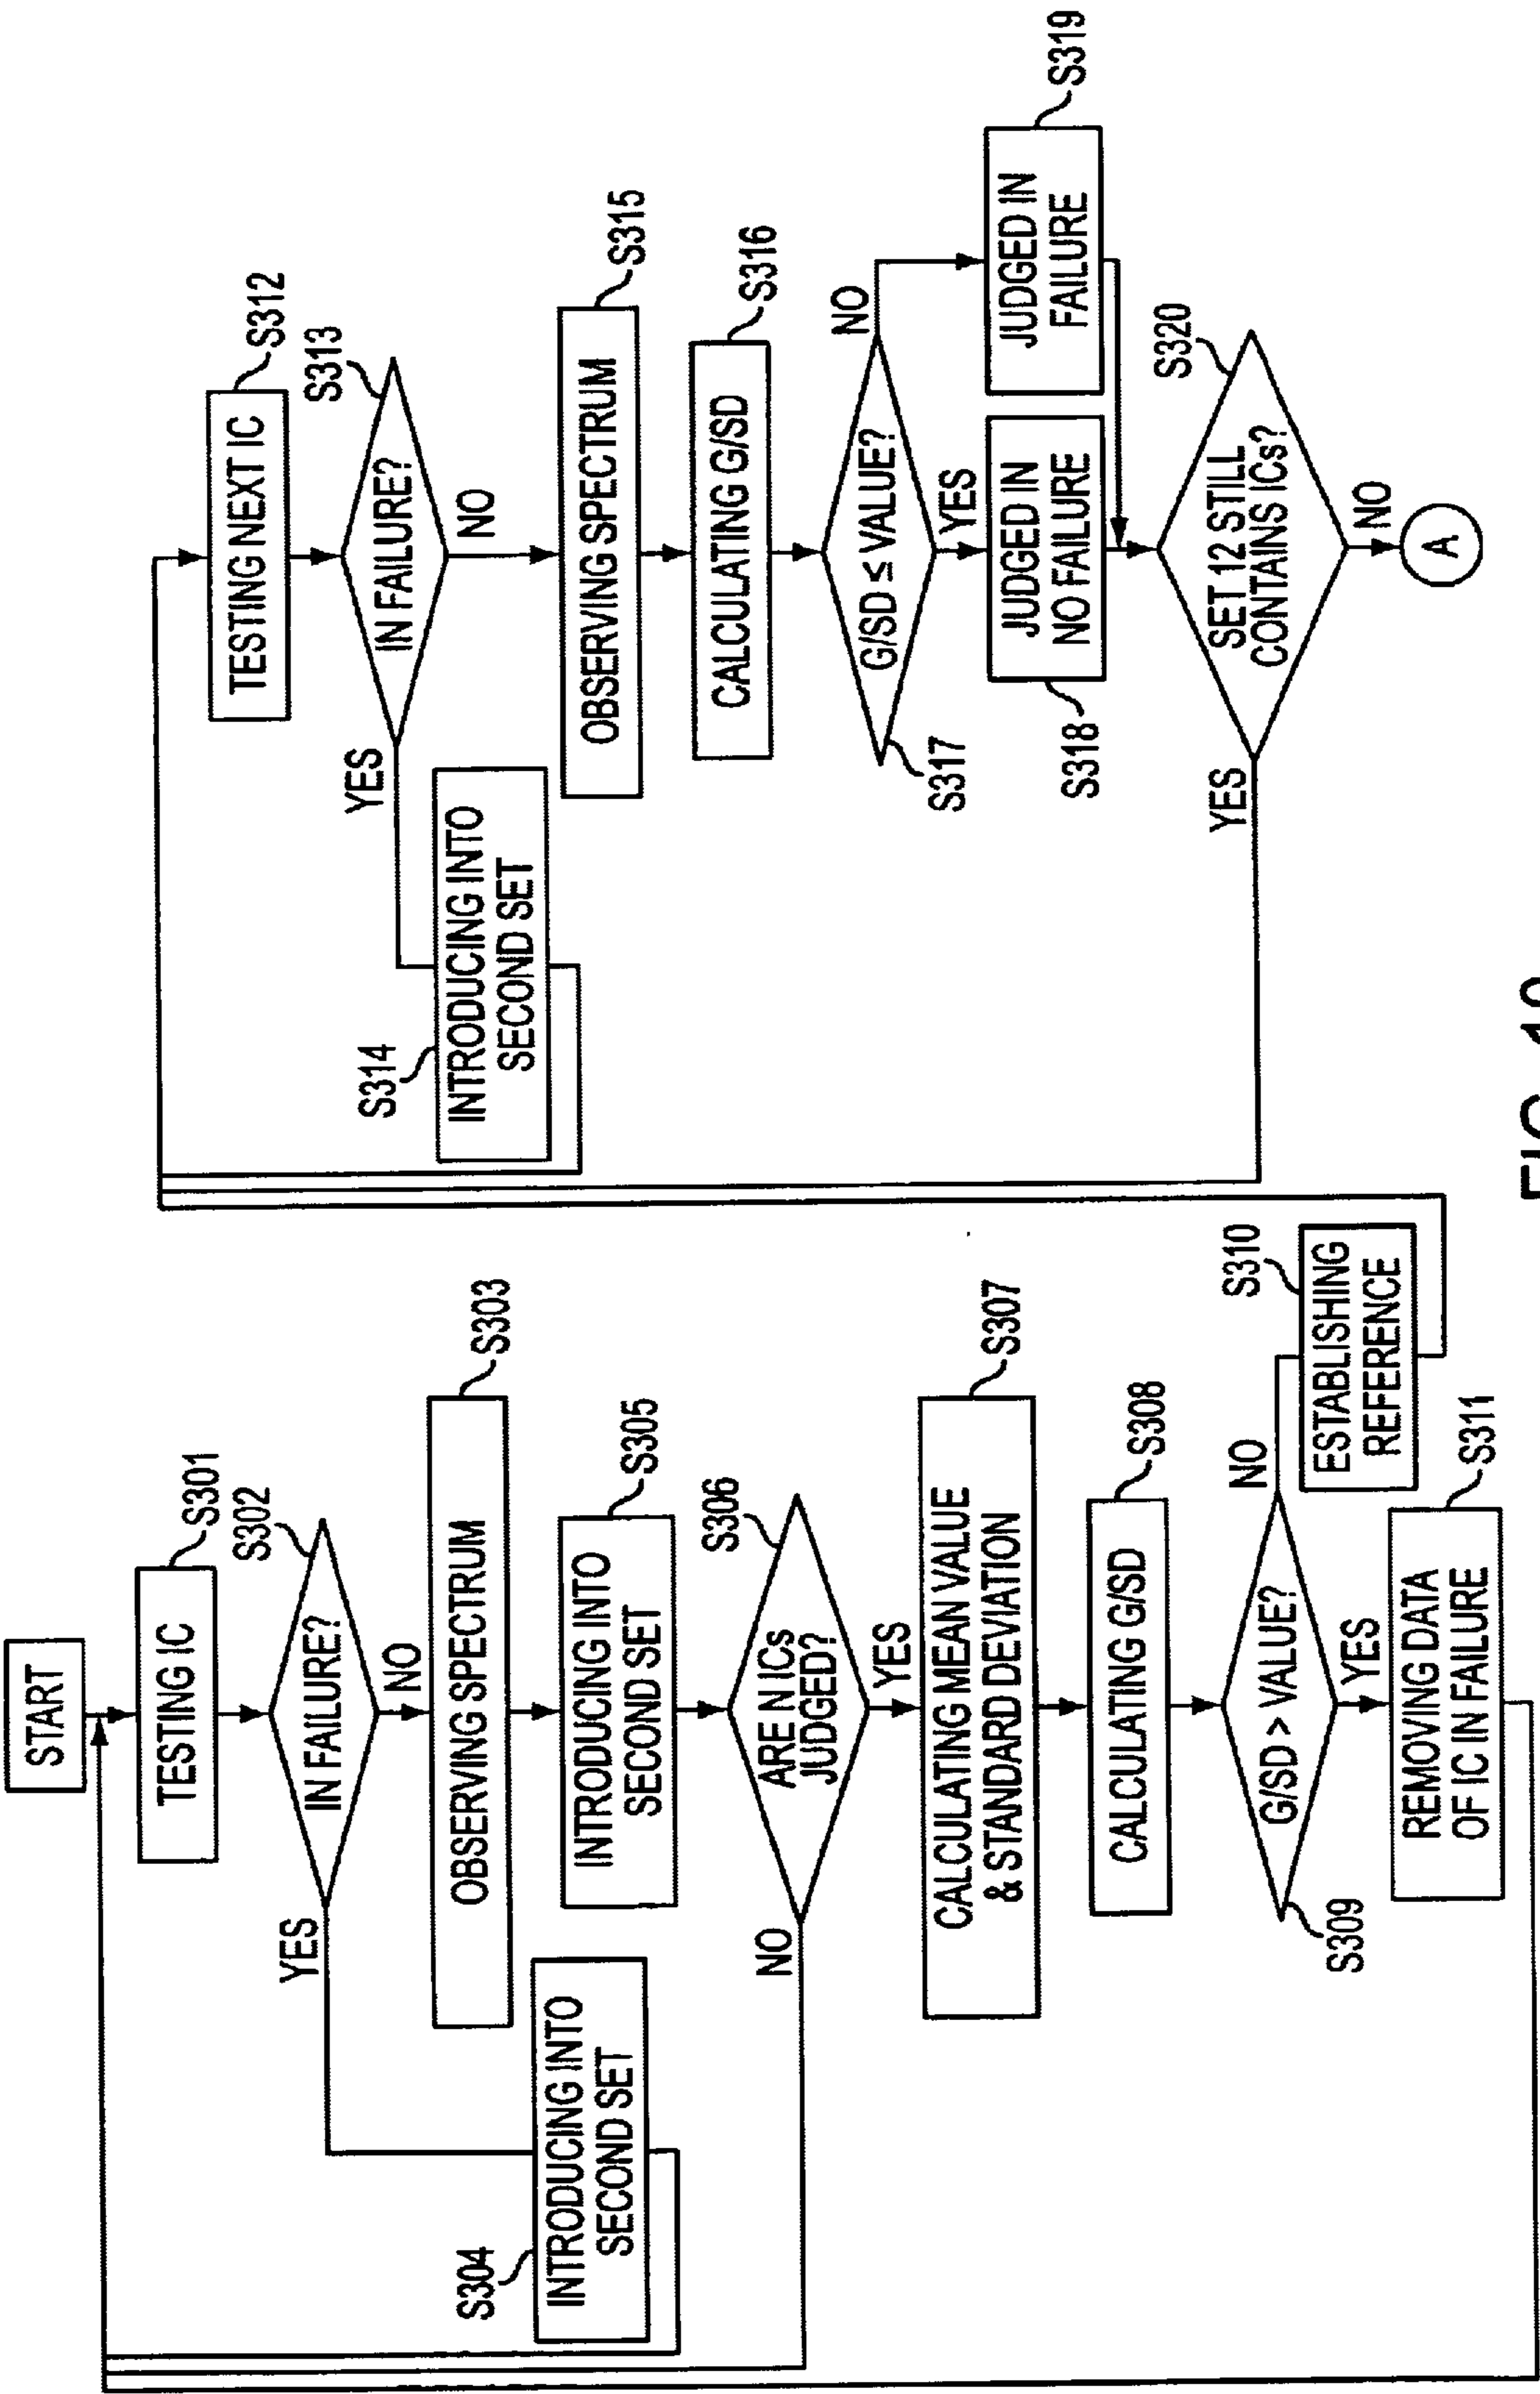 START
TESTING IC
S301
IN FAILURE?
S302
YES
NO
OBSERVING SPECTRUM
S303
S304
INTRODUCING INTO
SECOND SET
INTRODUCING INTO
SECOND SET
S305
ARE N ICs
JUDGED?
S306
NO
YES
CALCULATING MEAN VALUE
& STANDARD DEVIATION
S307
CALCULATING G/SD
S308
G/SD > VALUE?
S309
NO
YES
S310
ESTABLISHING
REFERENCE
REMOVING DATA
OF IC IN FAILURE
S311
TESTING NEXT IC
S312
IN FAILURE?
S313
YES
NO
S314
INTRODUCING INTO
SECOND SET
OBSERVING SPECTRUM
S315
CALCULATING G/SD
S316
G/SD ≤ VALUE?
S317
NO
YES
JUDGED IN
NO FAILURE
S318
JUDGED IN
FAILURE
S319
SET 12 STILL
CONTAINS ICs?
S320
YES
NO
A